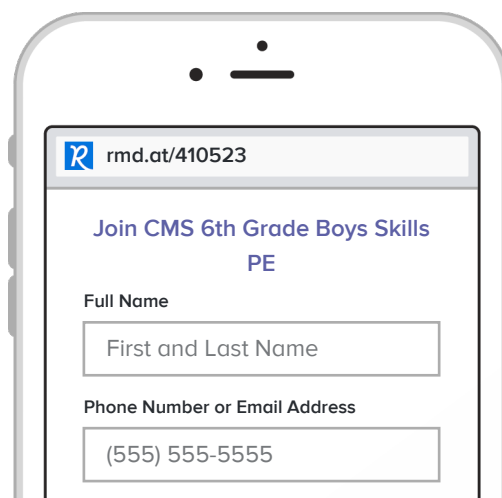 rmd.at/410523
Join CMS 6th Grade Boys Skills
PE
Full Name
First and Last Name
Phone Number or Email Address
(555) 555-5555